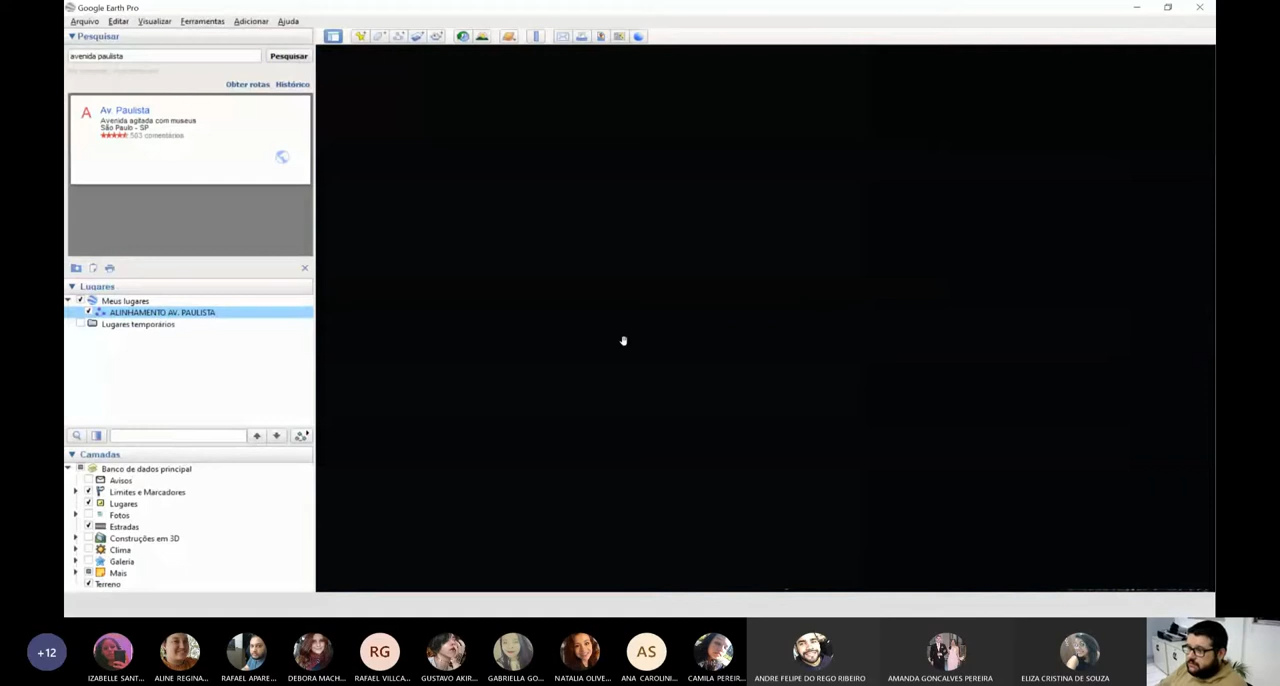 Google Earth Pro
Arquivo Editar Visualizar Ferramentas Adicionar Ajuda
Pesquisar
avenida paulista
Pesquisar
Obter rotas Histórico
A
Av. Paulista
Avenida agitada com museus
São Paulo - SP
503 comentários
Lugares
Meus lugares
ALINHAMENTO AV. PAULISTA
Lugares temporários
Camadas
Banco de dados principal
Avisos
Limites e Marcadores
Lugares
Fotos
Estradas
Construções em 3D
Clima
Galeria
Mais
Terreno
+12
RG
AS
IZABELLE SANT... ALINE REGINA... RAFAEL APARE... DEBORA MACH... RAFAEL VILLCA... GUSTAVO AKIR... GABRIELLA GO... NATALIA OLIVE... ANA CAROLINI... CAMILA PEREIR... ANDRE FELIPE DO REGO RIBEIRO AMANDA GONCALVES PEREIRA ELIZA CRISTINA DE SOUZA